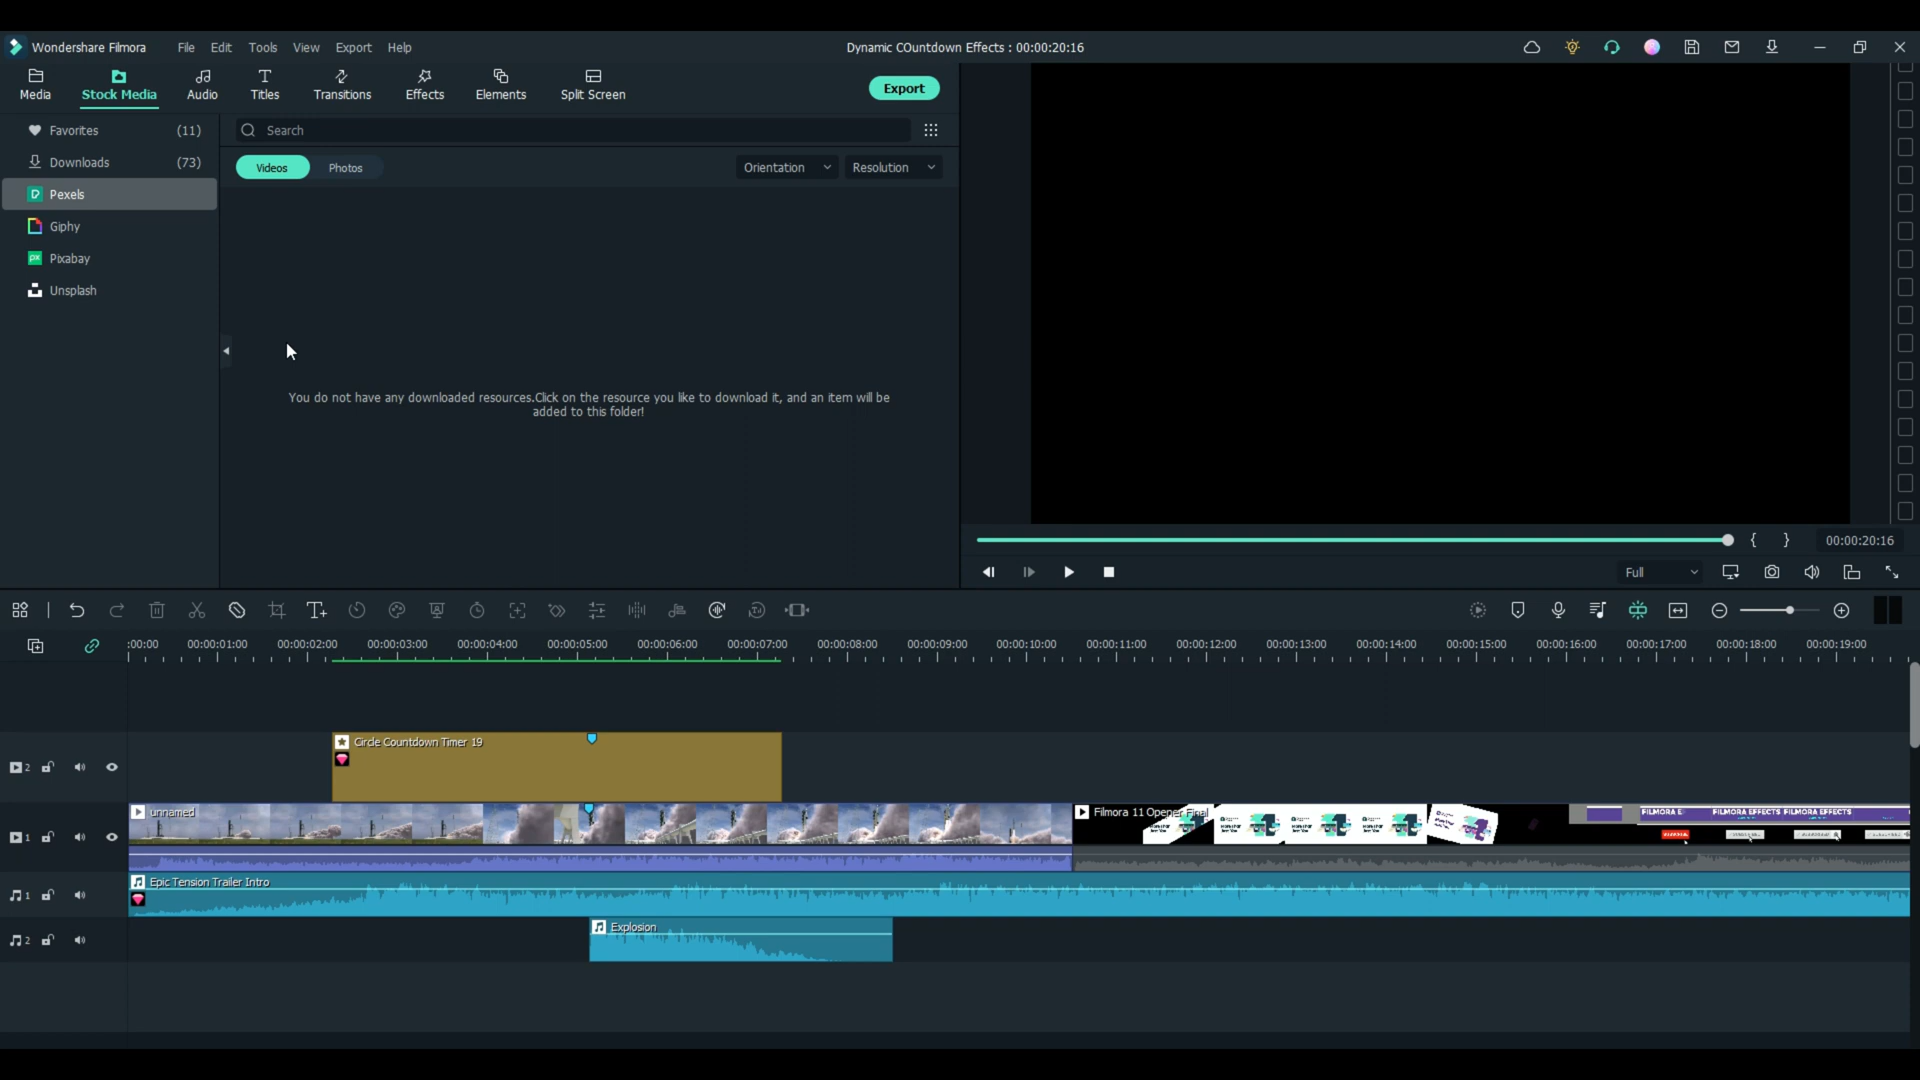 Wondershare Filmora File Edit Tools View Export Help Dynamic COuntdown Effects : 00:00:20:16
Media Stock Media Audio Titles Transitions Effects Elements Split Screen Export
Favorites (11) Search
Downloads (73) Videos Photos Orientation Resolution
Pexels
Giphy
Pixabay
Unsplash
You do not have any downloaded resources.Click on the resource you like to download it, and an item will be
added to this folder!
00:00:20:16
Full
:00:00 00:00:01:00 00:00:02:00 00:00:03:00 00:00:04:00 00:00:05:00 00:00:06:00 00:00:07:00 00:00:08:00 00:00:09:00 00:00:10:00 00:00:11:00 00:00:12:00 00:00:13:00 00:00:14:00 00:00:15:00 00:00:16:00 00:00:17:00 00:00:18:00 00:00:19:00
Circle Countdown Timer 19
2
unnamed Filmora 11 Opener Final FILMORA E FILMORA EFFECTS FILMORA EFFECTS
1
Epic Tension Trailer Intro
1
Explosion
2